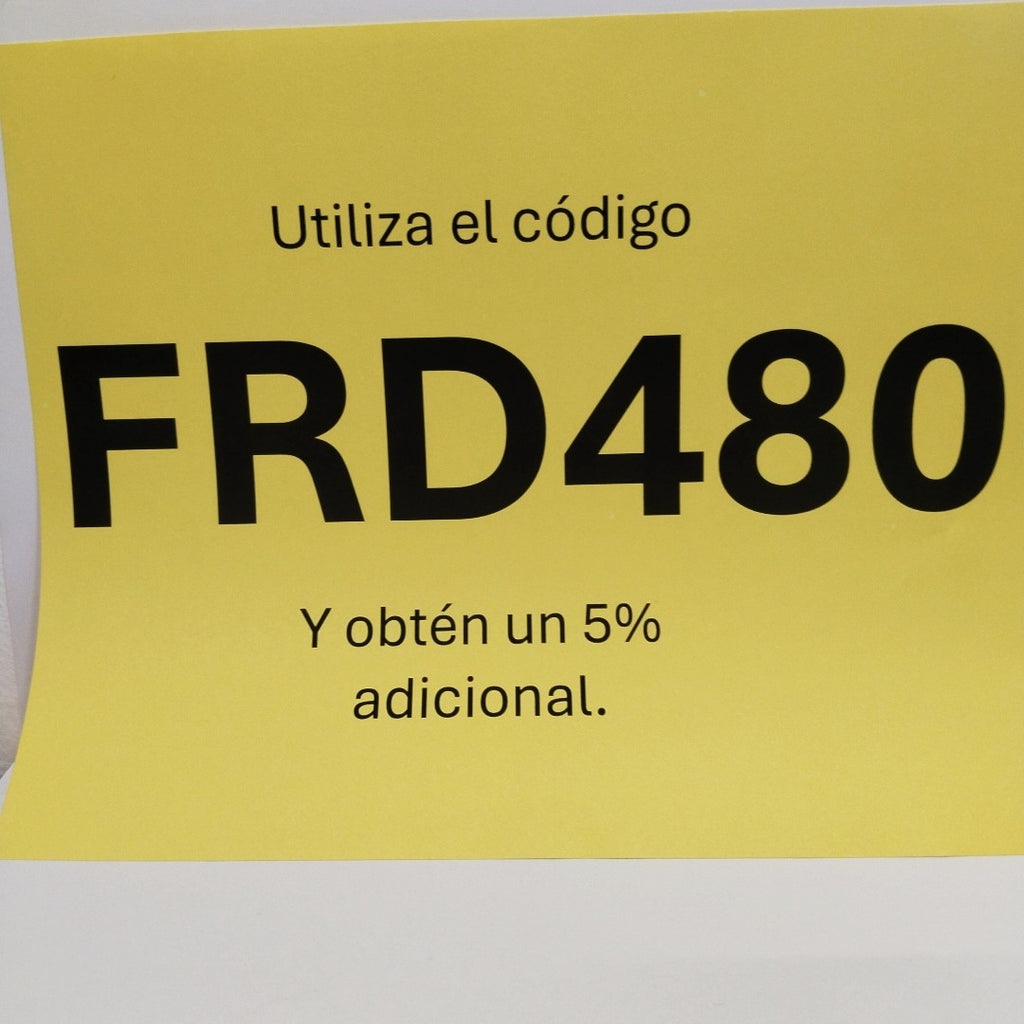 Utiliza el código
FRD480
Y obtén un 5%
adicional.